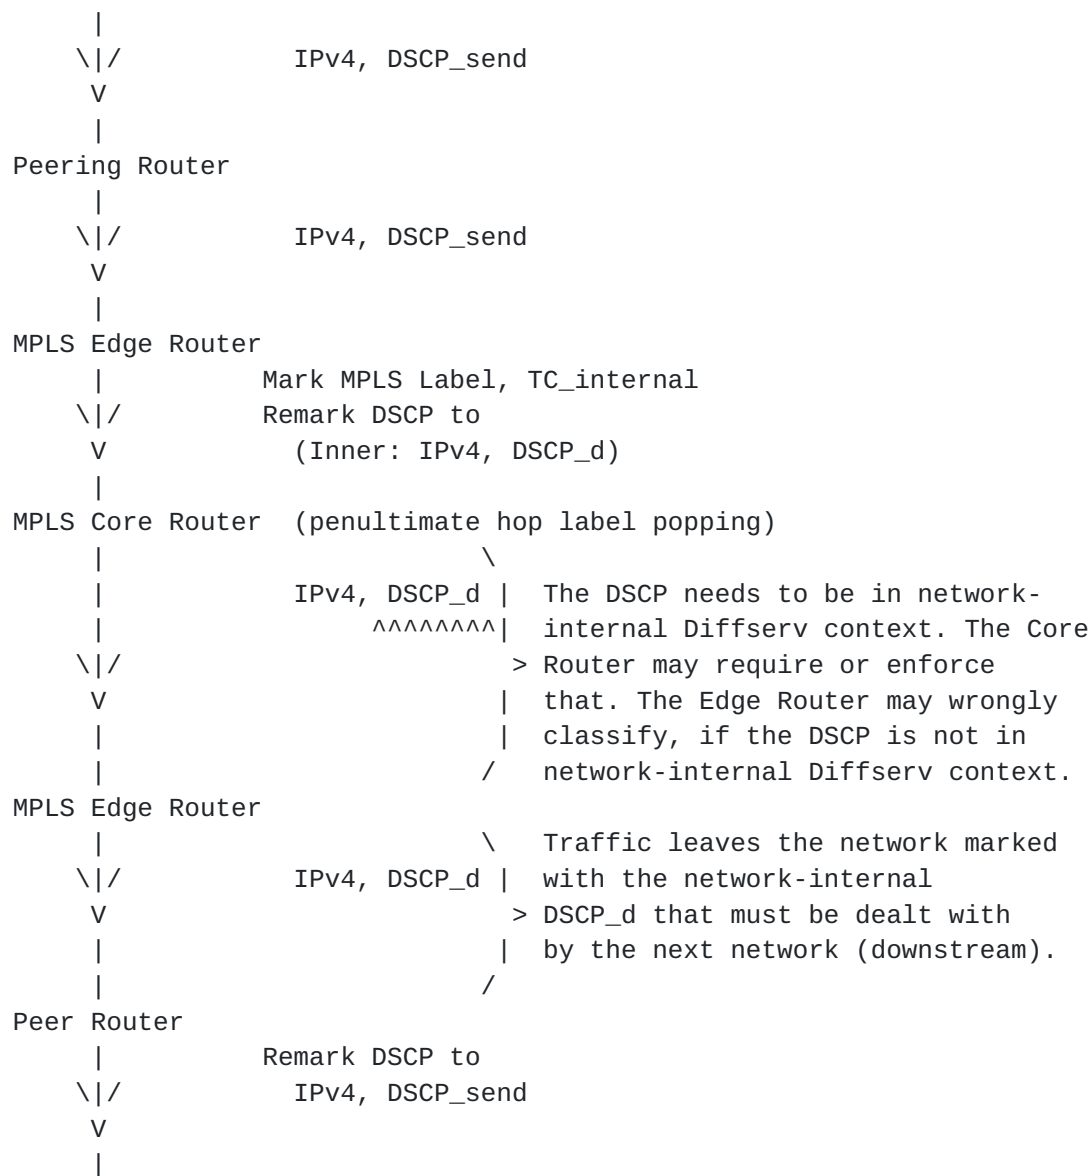 |
    \|/           IPv4, DSCP_send
     V
     |
Peering Router
     |
    \|/           IPv4, DSCP_send
     V
     |
MPLS Edge Router
     |          Mark MPLS Label, TC_internal
    \|/         Remark DSCP to
     V            (Inner: IPv4, DSCP_d)
     |
MPLS Core Router  (penultimate hop label popping)
     |                        \
     |            IPv4, DSCP_d |  The DSCP needs to be in network-
     |                 ^^^^^^^^|  internal Diffserv context. The Core
    \|/                         > Router may require or enforce
     V                         |  that. The Edge Router may wrongly
     |                         |  classify, if the DSCP is not in
     |                        /   network-internal Diffserv context.
MPLS Edge Router
     |                        \   Traffic leaves the network marked
    \|/           IPv4, DSCP_d |  with the network-internal
     V                          > DSCP_d that must be dealt with
     |                         |  by the next network (downstream).
     |                        /
Peer Router
     |          Remark DSCP to
    \|/           IPv4, DSCP_send
     V
     |